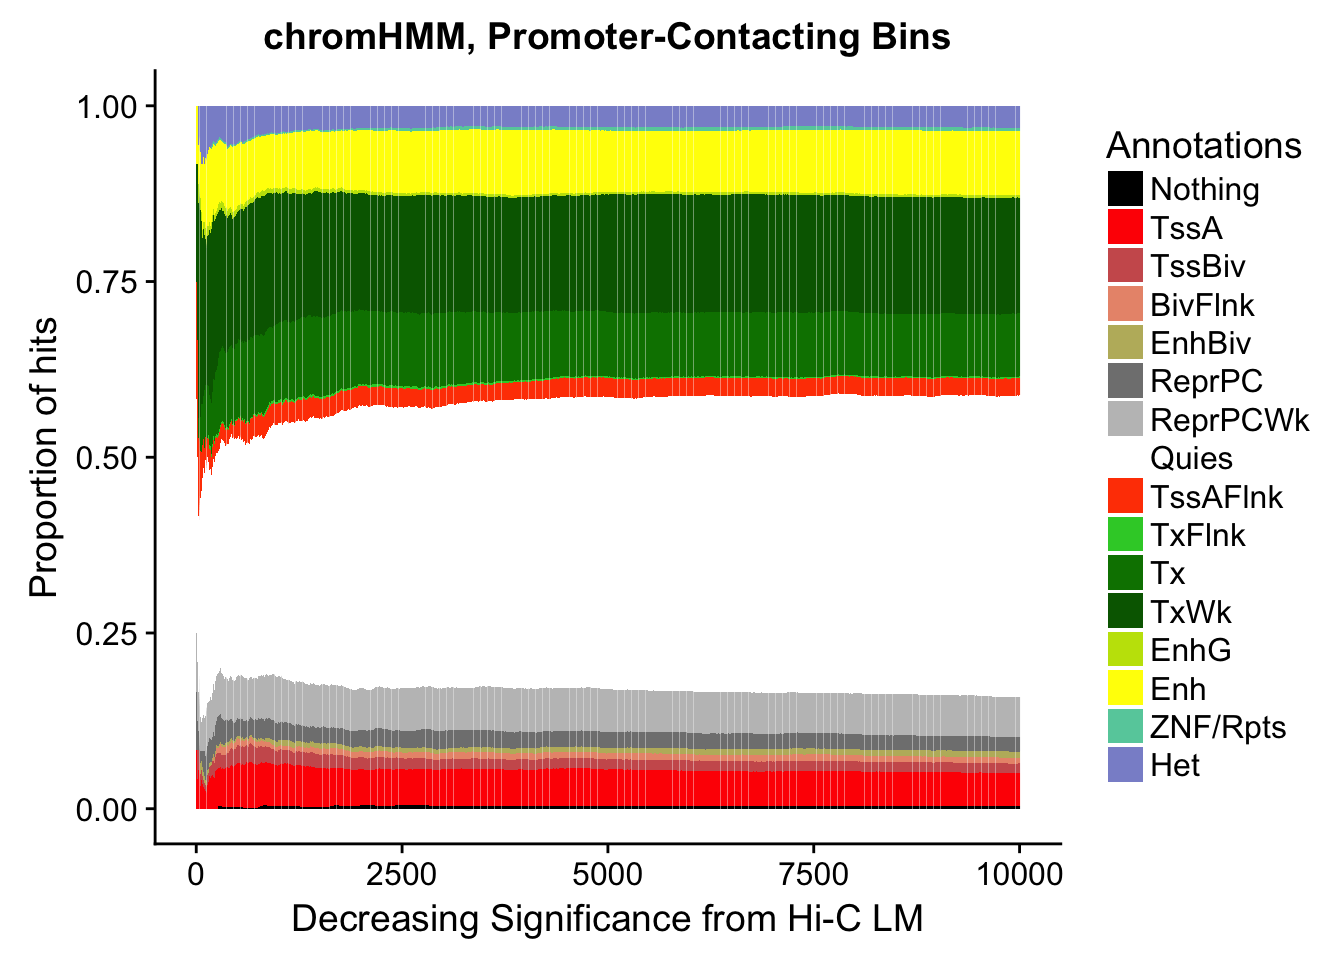 chromHMM, Promoter-Contacting Bins
Proportion of hits
1.00
0.75
0.50
0.25
0.00
0
2500
5000
7500
10000
Decreasing Significance from Hi-C LM
Annotations
Nothing
TssA
TssBiv
BivFlnk
EnhBiv
ReprPC
ReprPCWk
Quies
TssAFlnk
TxFlnk
Tx
TxWk
EnhG
Enh
ZNF/Rpts
Het